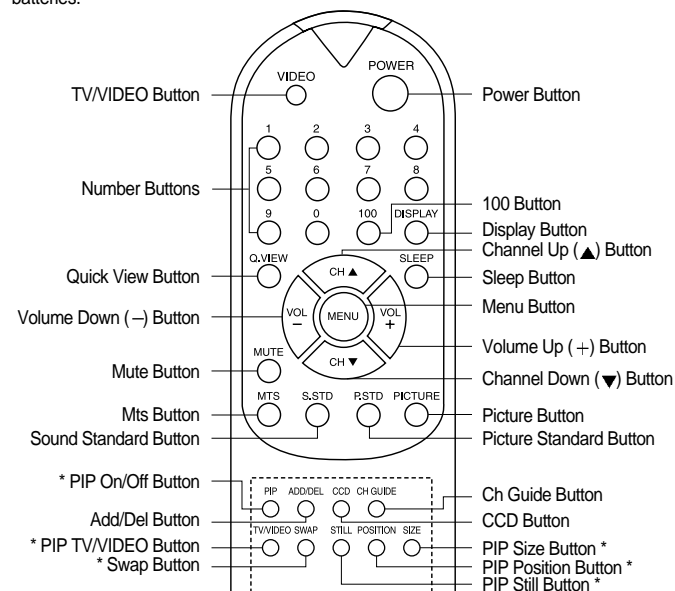 batteries.
VIDEO
POWER
TV/VIDEO Button
Power Button
1 2 3 4
5 6 7 8
Number Buttons
9 0 100 DISPLAY
100 Button
Display Button
Channel Up (▲) Button
Q.VIEW
CH ▲
SLEEP
Quick View Button
Sleep Button
VOL
–
MENU
VOL
+
Menu Button
Volume Down (–) Button
Volume Up (+) Button
MUTE
CH ▼
Mute Button
Channel Down (▼) Button
MTS S.STD P.STD PICTURE
Mts Button
Picture Button
Sound Standard Button
Picture Standard Button
* PIP On/Off Button
PIP ADD/DEL CCD CH GUIDE
Ch Guide Button
Add/Del Button
CCD Button
TV/VIDEO SWAP STILL POSITION SIZE
* PIP TV/VIDEO Button
PIP Size Button *
* Swap Button
PIP Position Button *
PIP Still Button *